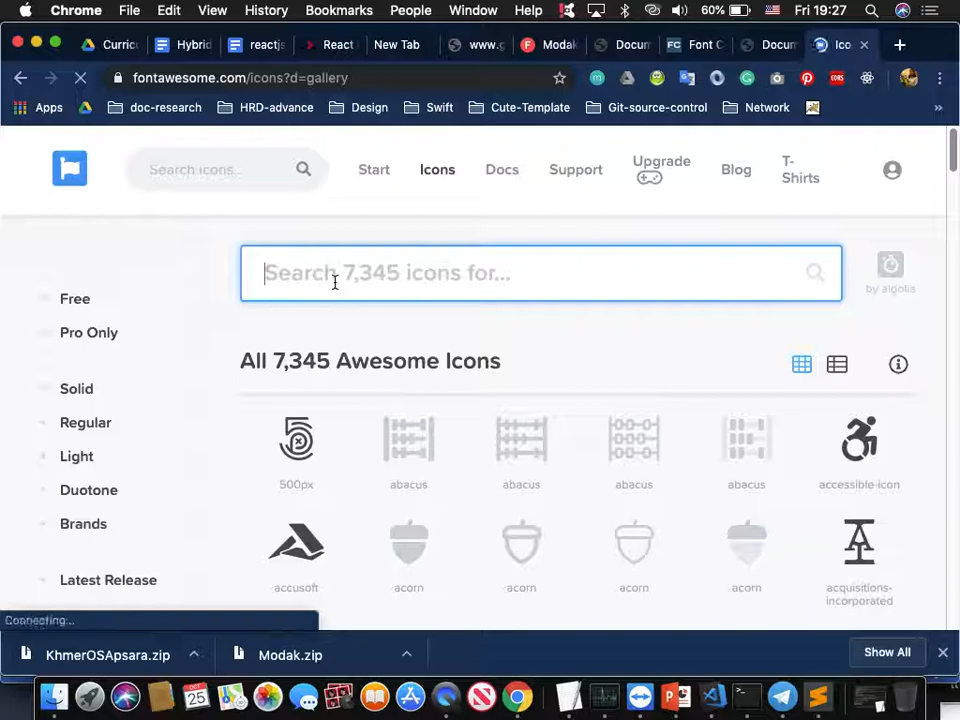 Chrome File Edit View History Bookmarks People Window Help 60% Fri 19:27
Curric Hybrid reactjs React New Tab www.g Modak Docum Font C Docum Ico
fontawesome.com/icons?d=gallery
Apps doc-research HRD-advance Design Swift Cute-Template Git-source-control Network »
Search icons... Start Icons Docs Support Upgrade Blog T-Shirts
Search 7,345 icons for...
by algolia
Free
Pro Only
Solid
Regular
Light
Duotone
Brands
Latest Release
All 7,345 Awesome Icons
500px abacus abacus abacus abacus accessible-icon
accusoft acorn acorn acorn acorn acquisitions-incorporated
Connecting...
KhmerOSApsara.zip Modak.zip Show All
OCT
25